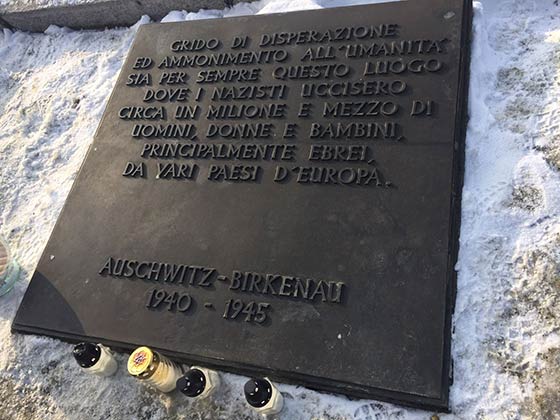 GRIDO DI DISPERAZIONE
ED AMMONIMENTO ALL'UMANITA'
SIA PER SEMPRE QUESTO LUOGO
DOVE I NAZISTI UCCISERO
CIRCA UN MILIONE E MEZZO DI
UOMINI, DONNE E BAMBINI,
PRINCIPALMENTE EBREI,
DA VARI PAESI D'EUROPA.
AUSCHWITZ-BIRKENAU
1940 - 1945